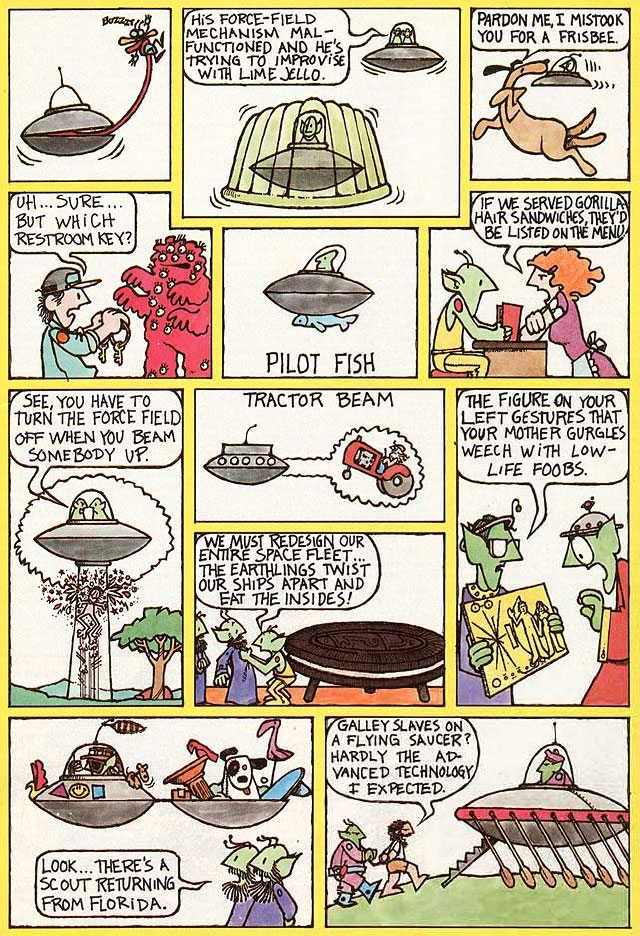 BUZZZZ!
HIS FORCE-FIELD
MECHANISM MAL-
FUNCTIONED AND HE'S
TRYING TO IMPROVISE
WITH LIME JELLO.
PARDON ME, I MISTOOK
YOU FOR A FRISBEE.
UH... SURE...
BUT WHICH
RESTROOM KEY?
PILOT FISH
IF WE SERVED GORILLA
HAIR SANDWICHES, THEY'D
BE LISTED ON THE MENU.
SEE, YOU HAVE TO
TURN THE FORCE FIELD
OFF WHEN YOU BEAM
SOMEBODY UP.
TRACTOR BEAM
WE MUST REDESIGN OUR
ENTIRE SPACE FLEET...
THE EARTHLINGS TWIST
OUR SHIPS APART AND
EAT THE INSIDES!
THE FIGURE ON YOUR
LEFT GESTURES THAT
YOUR MOTHER GURGLES
WEECH WITH LOW-
LIFE FOOBS.
LOOK... THERE'S A
SCOUT RETURNING
FROM FLORIDA.
GALLEY SLAVES ON
A FLYING SAUCER?
HARDLY THE AD-
VANCED TECHNOLOGY
I EXPECTED.